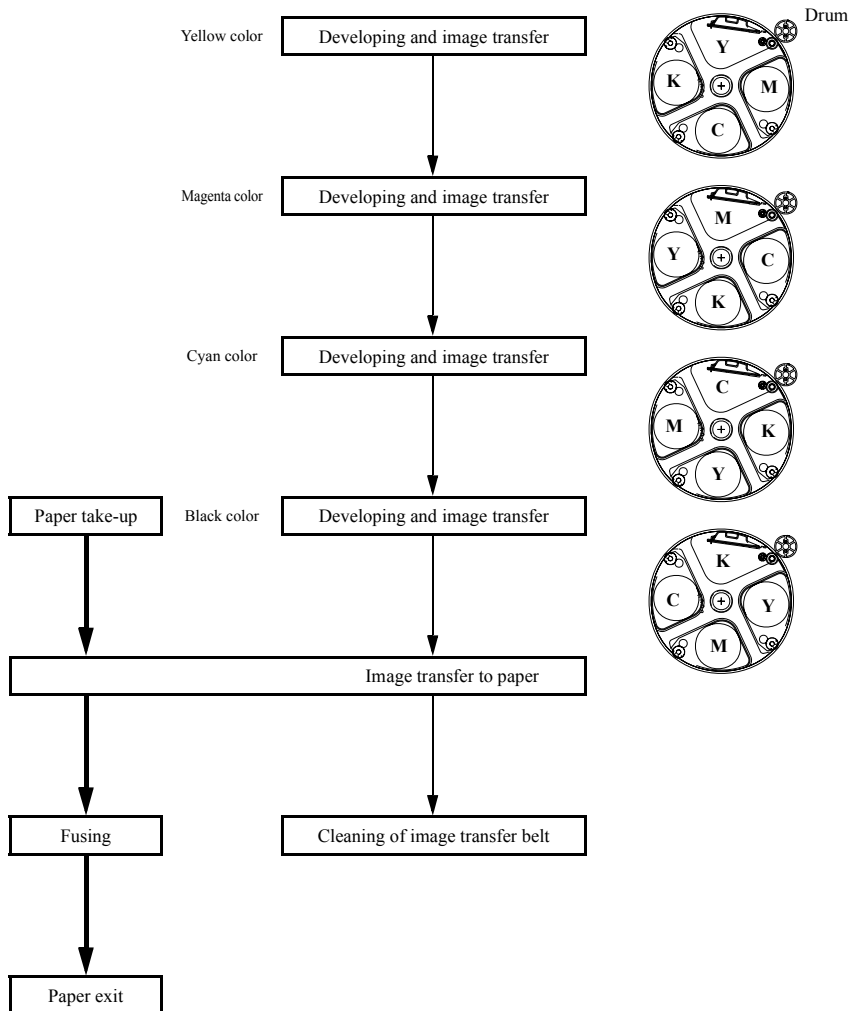 Drum
Yellow color
Developing and image transfer
Y
K
M
C
Magenta color
Developing and image transfer
M
Y
C
K
Cyan color
Developing and image transfer
C
M
K
Y
Paper take-up
Black color
Developing and image transfer
K
C
Y
M
Image transfer to paper
Fusing
Cleaning of image transfer belt
Paper exit